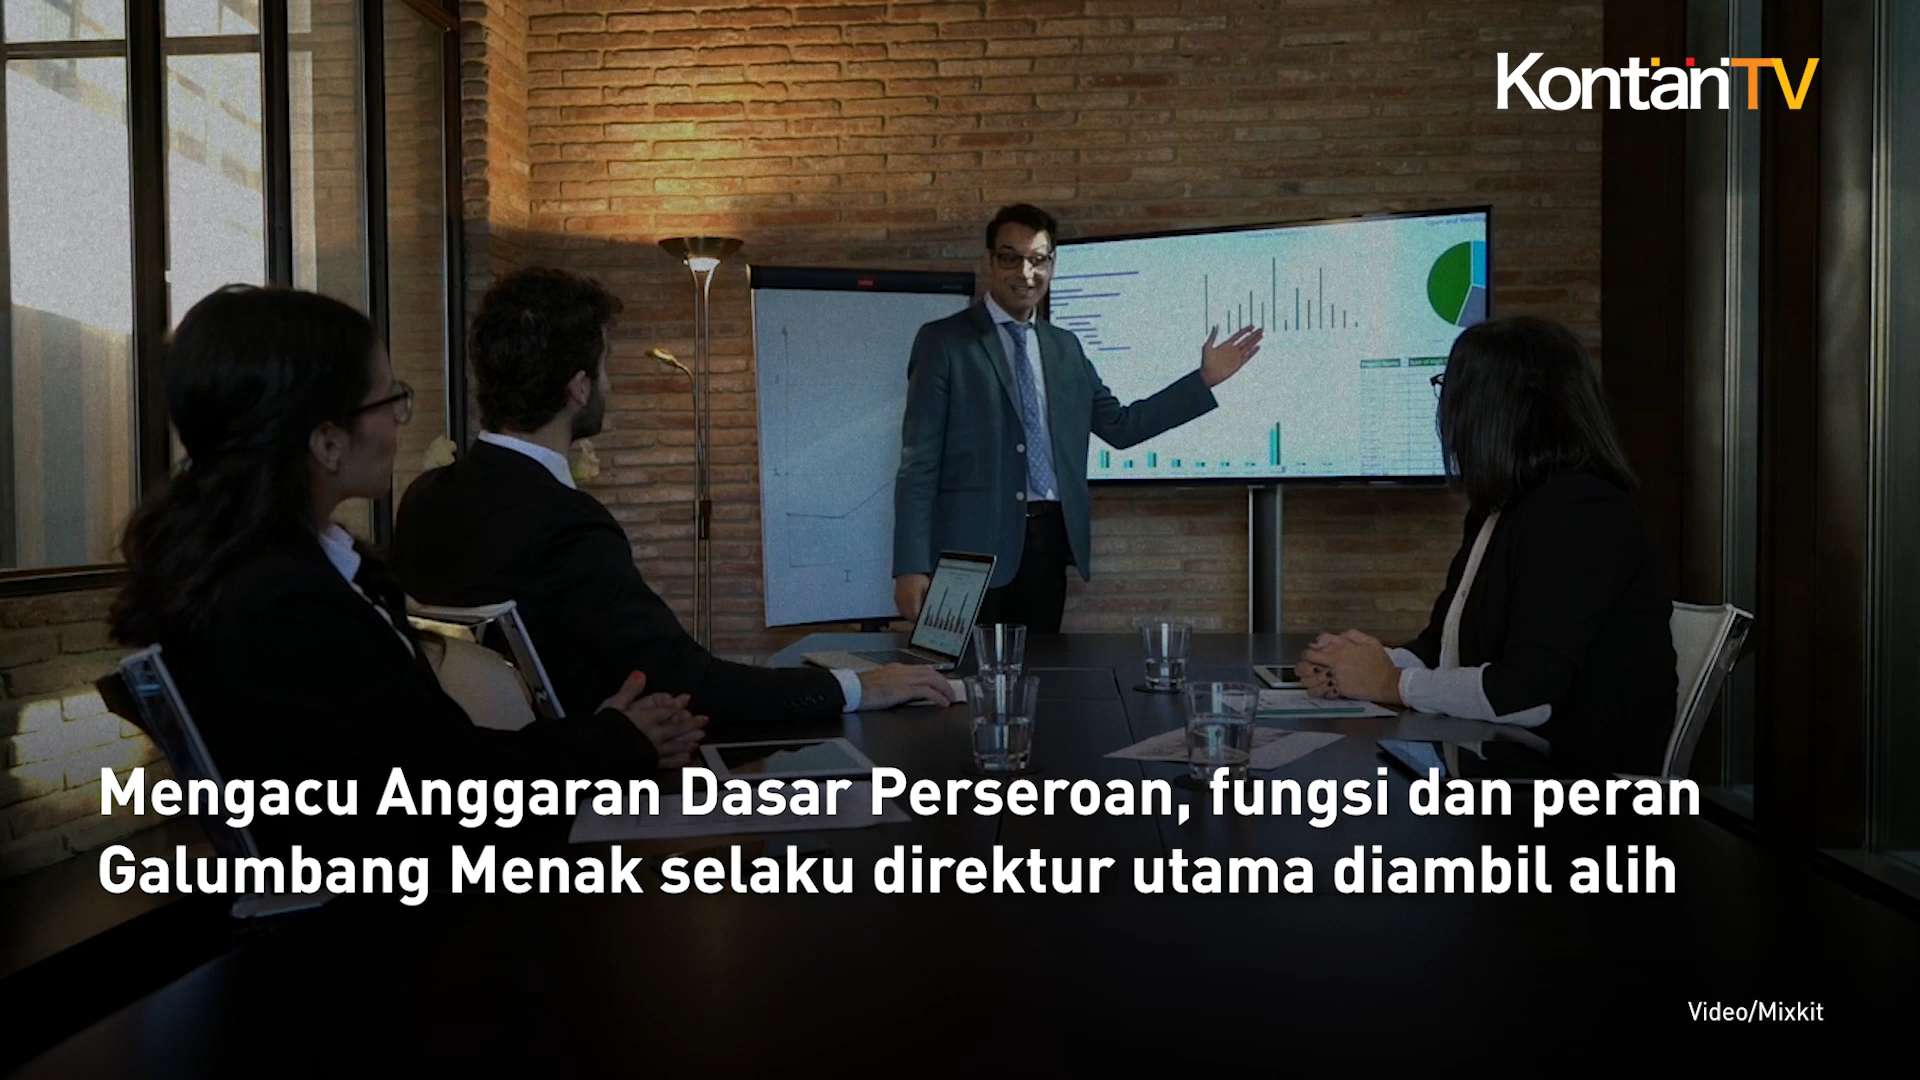 KontanTV
Mengacu Anggaran Dasar Perseroan, fungsi dan peran
Galumbang Menak selaku direktur utama diambil alih
Video/Mixkit